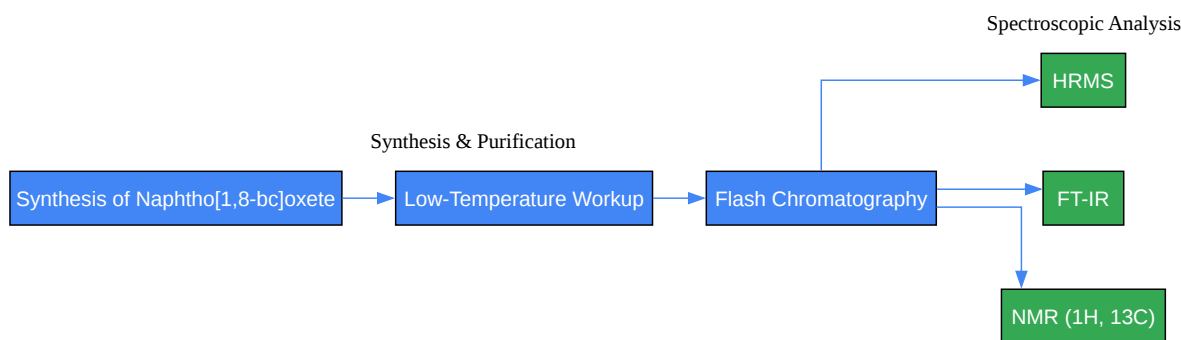 Spectroscopic Analysis
HRMS
Synthesis & Purification
Synthesis of Naphtho[1,8-bc]oxete
Low-Temperature Workup
Flash Chromatography
FT-IR
NMR (1H, 13C)